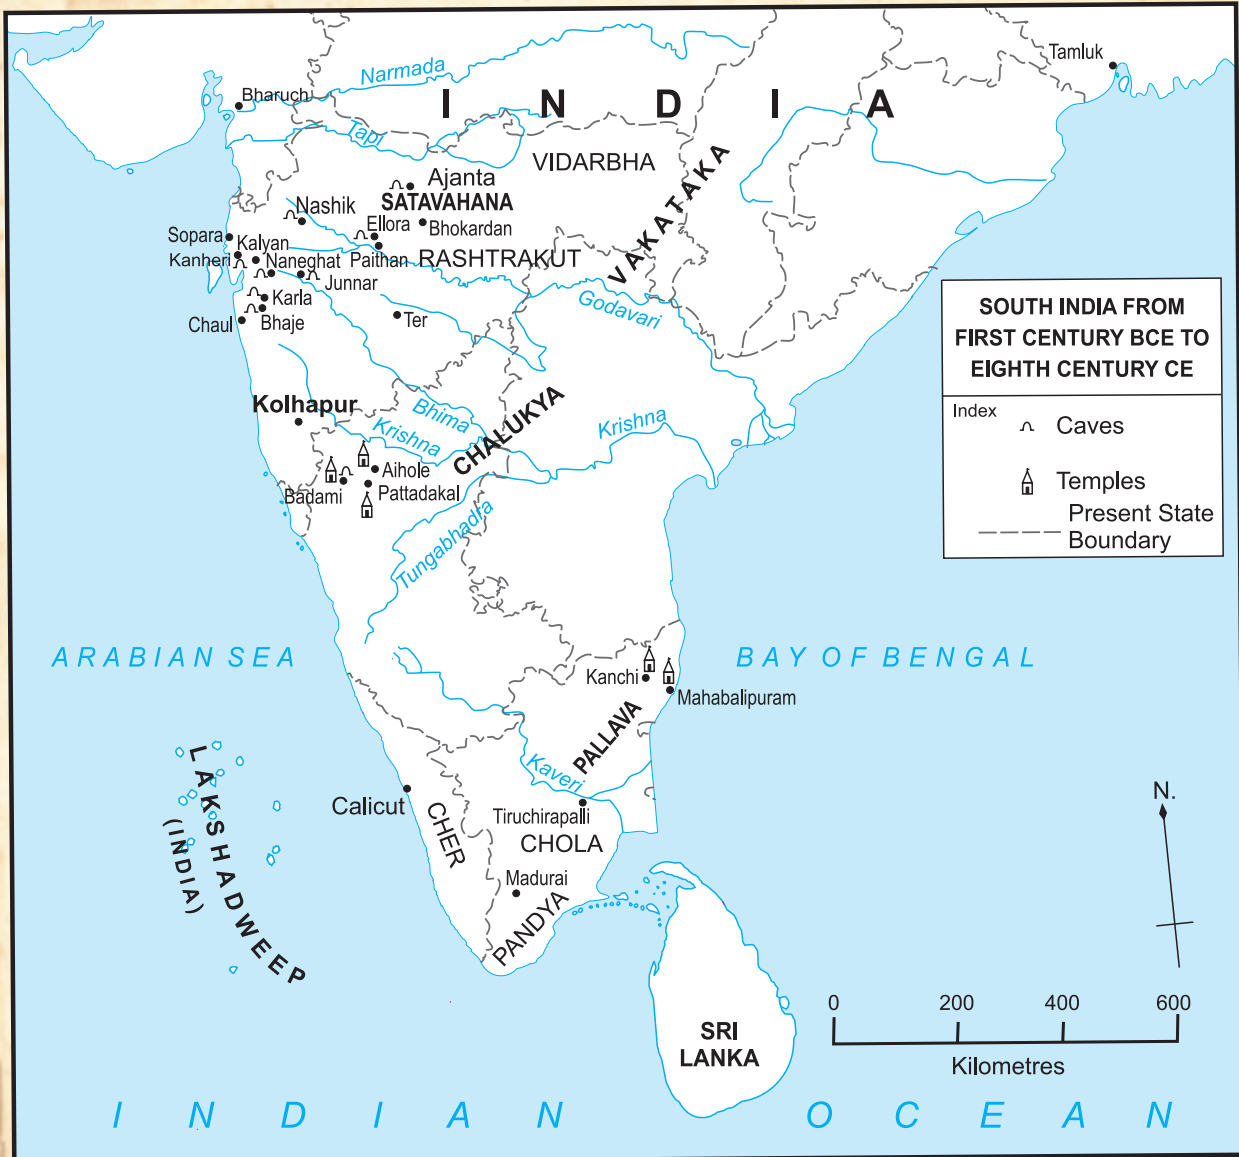 Tamluk
Narmada
Bharuch
I N D I A
Tapi
VIDARBHA
Ajanta
SATAVAHANA
VAKATAKA
Nashik
Ellora
Bhokardan
Sopara
Kalyan
Kanheri
Naneghat
Paithan
RASHTRAKUT
Junnar
Karla
Godavari
Chaul
Bhaje
Ter
SOUTH INDIA FROM
FIRST CENTURY BCE TO
EIGHTH CENTURY CE
Index
Caves
Temples
Present State
Boundary
Kolhapur
Bhima
Krishna
CHALUKYA
Krishna
Aihole
Badami
Pattadakal
Tungabhadra
ARABIAN SEA
BAY OF BENGAL
Kanchi
Mahabalipuram
PALLAVA
Kaveri
LAKSHADWEEP
(INDIA)
Calicut
CHER
Tiruchirapalli
CHOLA
Madurai
PANDYA
N.
0 200 400 600
Kilometres
SRI
LANKA
INDIAN OCEAN